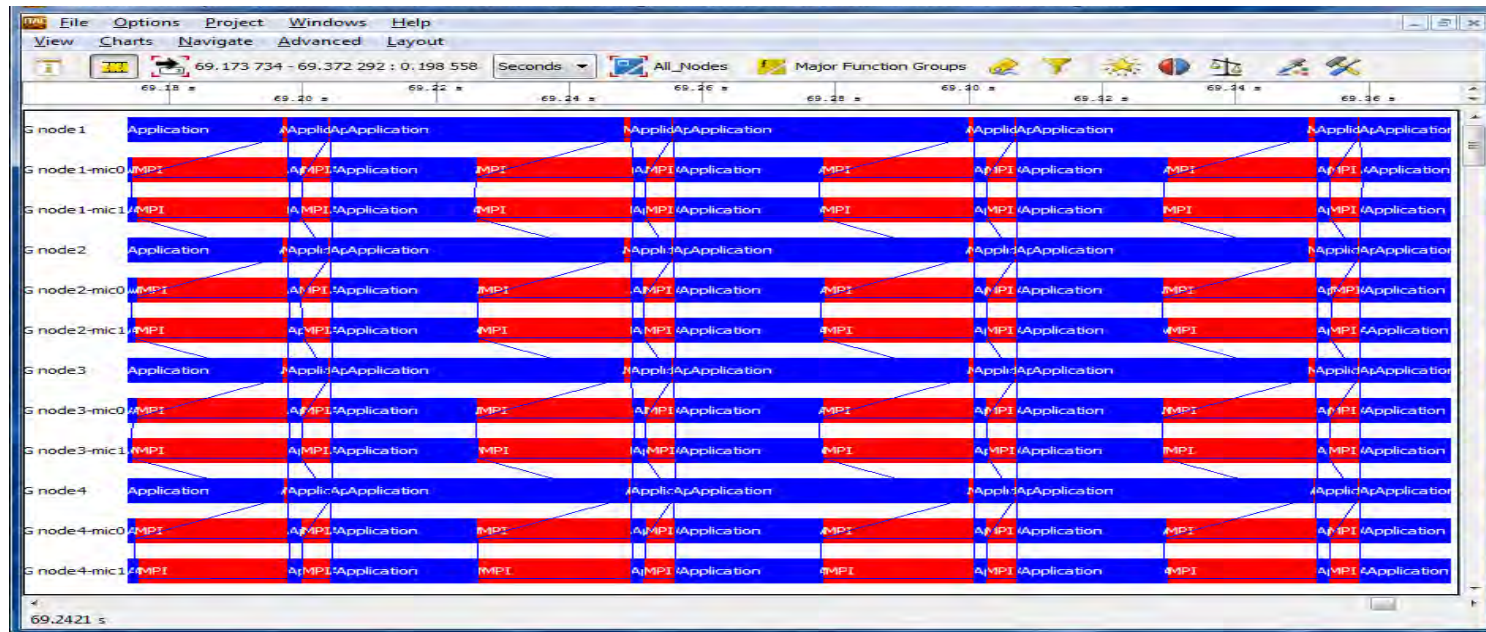 File Options Project Windows Help
View Charts Navigate Advanced Layout
69.173 734 - 69.372 292 : 0.198 558 Seconds All_Nodes Major Function Groups
69.18 s 69.20 s 69.22 s 69.24 s 69.26 s 69.28 s 69.30 s 69.32 s 69.34 s 69.36 s
G node1 Application Application Application Application Application
G node1-mic0 MPI MPI Application MPI MPI Application MPI MPI Application MPI MPI Application
G node1-mic1 MPI MPI Application MPI MPI Application MPI MPI Application MPI MPI Application
G node2 Application Application Application Application Application
G node2-mic0 MPI MPI Application MPI MPI Application MPI MPI Application MPI MPI Application
G node2-mic1 MPI MPI Application MPI MPI Application MPI MPI Application MPI MPI Application
G node3 Application Application Application Application Application
G node3-mic0 MPI MPI Application MPI MPI Application MPI MPI Application MPI MPI Application
G node3-mic1 MPI MPI Application MPI MPI Application MPI MPI Application MPI MPI Application
G node4 Application Application Application Application Application
G node4-mic0 MPI MPI Application MPI MPI Application MPI MPI Application MPI MPI Application
G node4-mic1 MPI MPI Application MPI MPI Application MPI MPI Application MPI MPI Application
69.2421 s